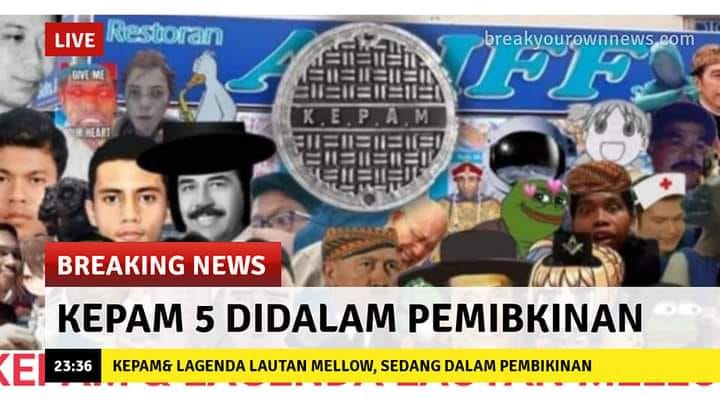 LIVE
Restoran
breakyourownnews.com
GIVE ME
YOUR HEART
K.E.P.A.M
BREAKING NEWS
KEPAM 5 DIDALAM PEMIBKINAN
23:36
KEPAM& LAGENDA LAUTAN MELLOW, SEDANG DALAM PEMBIKINAN